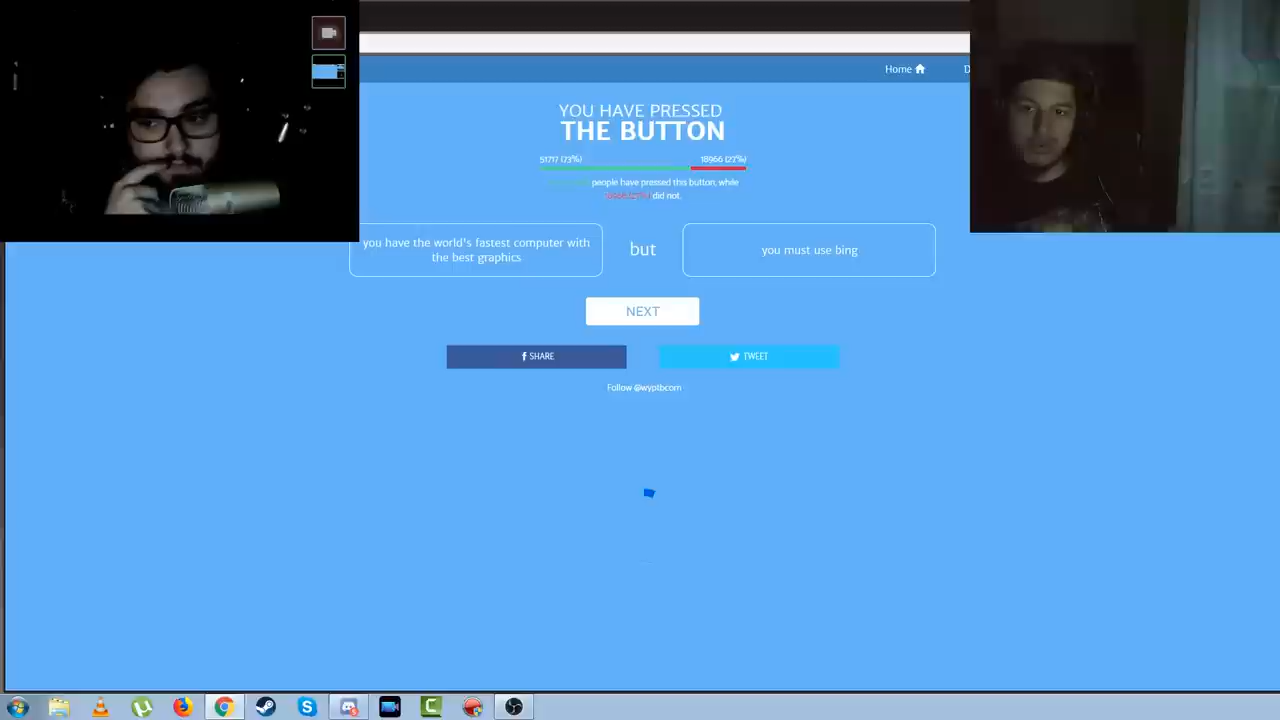 Home
YOU HAVE PRESSED
THE BUTTON
51717 (73%)
18966 (27%)
people have pressed this button, while
did not.
you have the world's fastest computer with
the best graphics
but
you must use bing
NEXT
SHARE
TWEET
Follow @wyptbcom